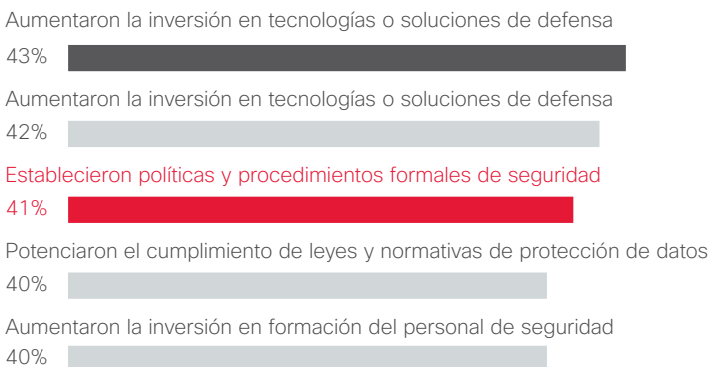 Aumentaron la inversión en tecnologías o soluciones de defensa
43%
Aumentaron la inversión en tecnologías o soluciones de defensa
42%
Establecieron políticas y procedimientos formales de seguridad
41%
Potenciaron el cumplimiento de leyes y normativas de protección de datos
40%
Aumentaron la inversión en formación del personal de seguridad
40%